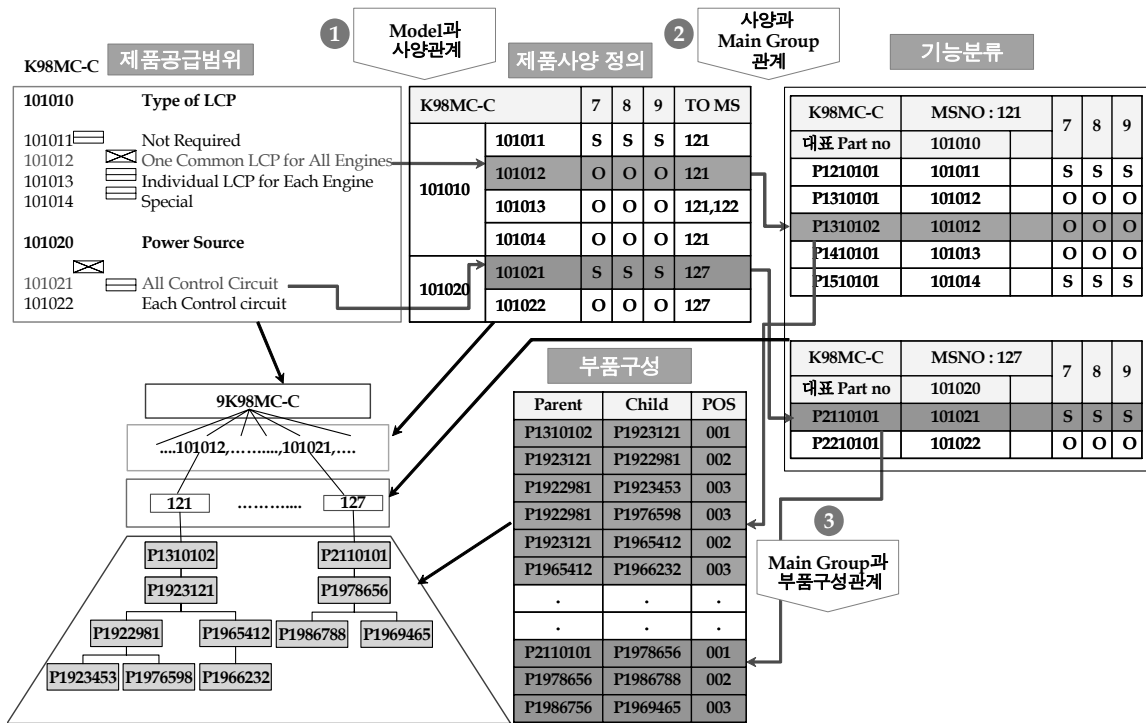 1
Model과
사양관계
2
사양과
Main Group
관계
K98MC-C
제품공급범위
제품사양 정의
기능분류
101010 Type of LCP
101011 Not Required
101012 One Common LCP for All Engines
101013 Individual LCP for Each Engine
101014 Special
101020 Power Source
101021 All Control Circuit
101022 Each Control circuit
K98MC-C 7 8 9 TO MS
101010
101011 S S S 121
101012 O O O 121
101013 O O O 121,122
101014 O O O 121
101020
101021 S S S 127
101022 O O O 127
K98MC-C MSNO : 121 7 8 9
대표 Part no 101010
P1210101 101011 S S S
P1310101 101012 O O O
P1310102 101012 O O O
P1410101 101013 O O O
P1510101 101014 S S S
K98MC-C MSNO : 127 7 8 9
대표 Part no 101020
P2110101 101021 S S S
P2210101 101022 O O O
부품구성
Parent Child POS
P1310102 P1923121 001
P1923121 P1922981 002
P1922981 P1923453 003
P1922981 P1976598 003
P1923121 P1965412 002
P1965412 P1966232 003
. . .
. . .
P2110101 P1978656 001
P1978656 P1986788 002
P1986756 P1969465 003
3
Main Group과
부품구성관계
9K98MC-C
....101012,…….....,101021,….
121 ……….... 127
P1310102 P2110101
P1923121 P1978656
P1922981 P1965412 P1986788 P1969465
P1923453 P1976598 P1966232